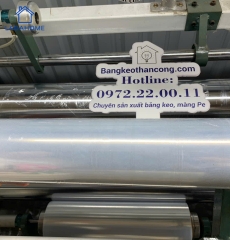 Bangkeothancong.com
Hotline:
0972.22.00.11
Chuyên sản xuất băng keo, màng Pe